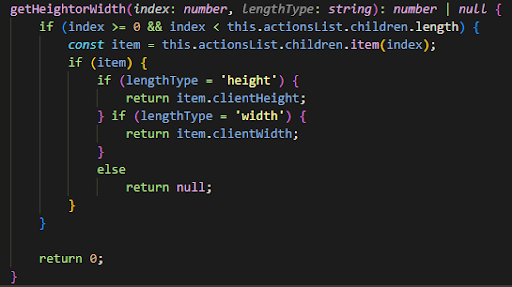 getHeightorWidth(index: number, lengthType: string): number | null {
    if (index >= 0 && index < this.actionsList.children.length) {
        const item = this.actionsList.children.item(index);
        if (item) {
            if (lengthType = 'height') {
                return item.clientHeight;
            } if (lengthType = 'width') {
                return item.clientWidth;
            }
            else
                return null;
        }
    }

    return 0;
}